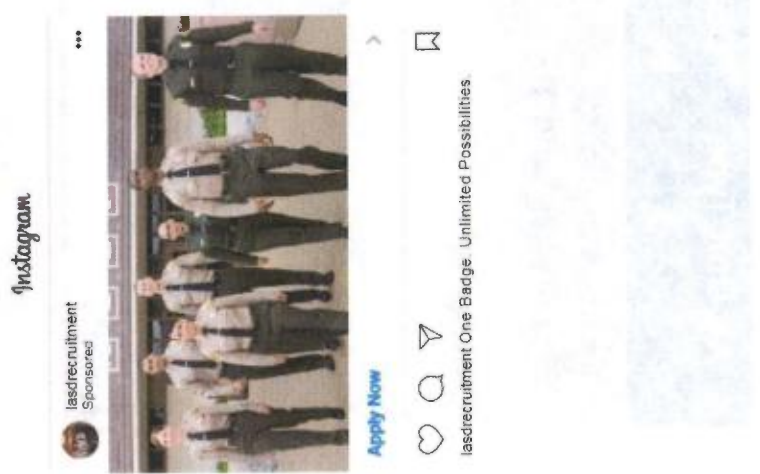 Instagram
lasdrecruitment
Sponsored
Apply Now
lasdrecruitment One Badge. Unlimited Possibilities.